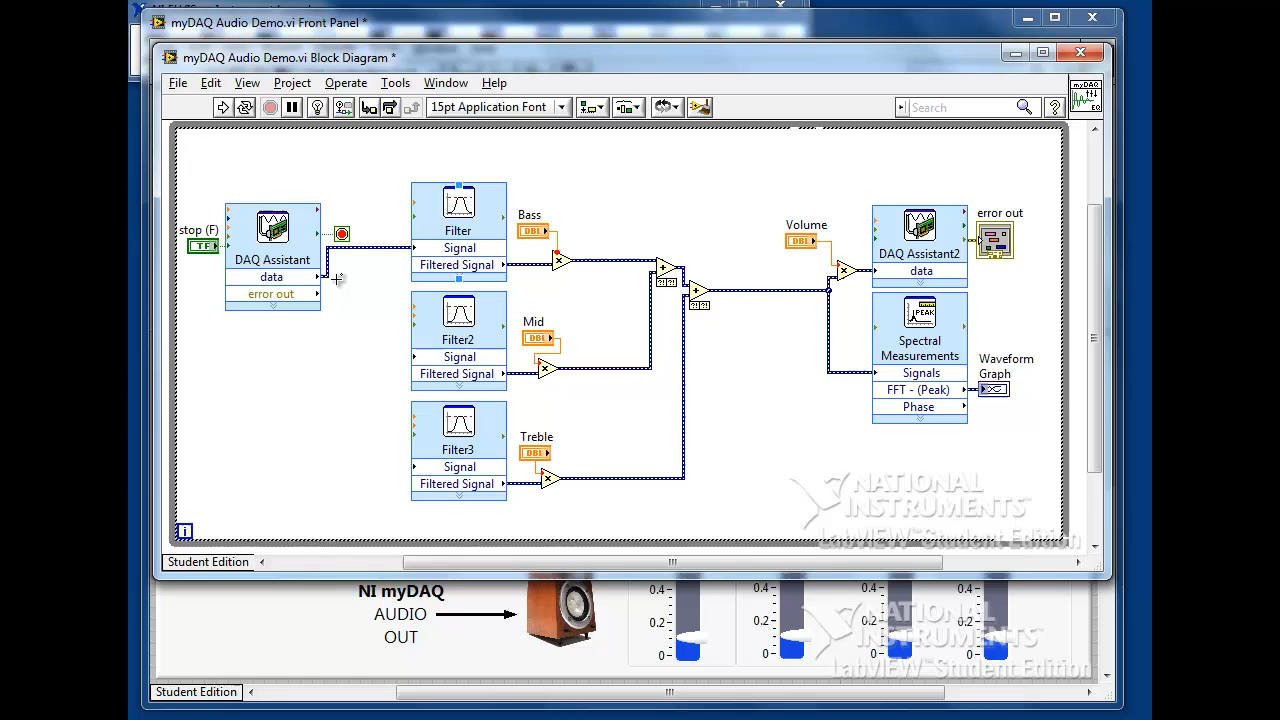 myDAQ Audio Demo.vi Front Panel *
myDAQ Audio Demo.vi Block Diagram *
File Edit View Project Operate Tools Window Help
15pt Application Font
Search
?
myDAQ
EQ
stop (F)
TF
DAQ Assistant
data
error out
Filter
Signal
Filtered Signal
Bass
DBL
Filter2
Signal
Filtered Signal
Mid
DBL
Filter3
Signal
Filtered Signal
Treble
DBL
Volume
DBL
DAQ Assistant2
data
error out
PEAK
Spectral
Measurements
Signals
FFT - (Peak)
Phase
Waveform
Graph
i
NATIONAL
INSTRUMENTS
LabVIEW™ Student Edition
Student Edition
NI myDAQ
AUDIO
OUT
0.4 0.4 0.4 0.4
0.2 0.2 0.2 0.2
0 0 0 0
NATIONAL
INSTRUMENTS
LabVIEW™ Student Edition
Student Edition